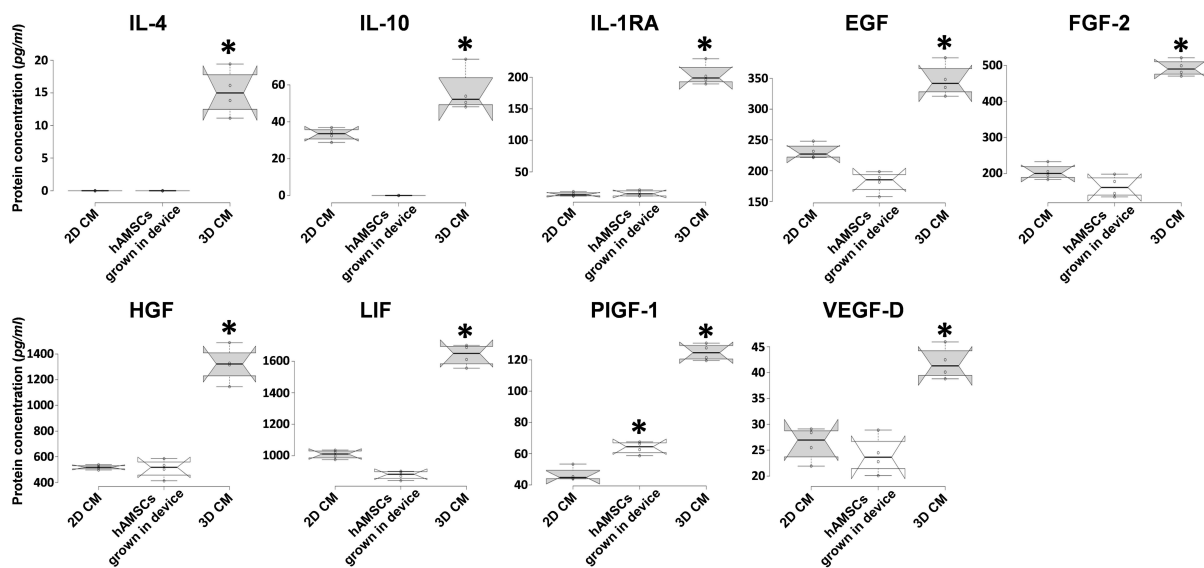 IL-4
IL-10
IL-1RA
EGF
FGF-2
Protein concentration (pg/ml)
20
15
10
5
0
2D CM
hAMSCs
grown in device
3D CM
*
60
40
20
0
2D CM
hAMSCs
grown in device
3D CM
*
200
150
100
50
2D CM
hAMSCs
grown in device
3D CM
*
350
300
250
200
150
2D CM
hAMSCs
grown in device
3D CM
*
500
400
300
200
2D CM
hAMSCs
grown in device
3D CM
*
HGF
LIF
PIGF-1
VEGF-D
Protein concentration (pg/ml)
1400
1200
1000
800
600
400
2D CM
hAMSCs
grown in device
3D CM
*
1600
1400
1200
1000
2D CM
hAMSCs
grown in device
3D CM
*
120
100
80
60
40
2D CM
hAMSCs
grown in device
3D CM
*
*
45
40
35
30
25
20
2D CM
hAMSCs
grown in device
3D CM
*